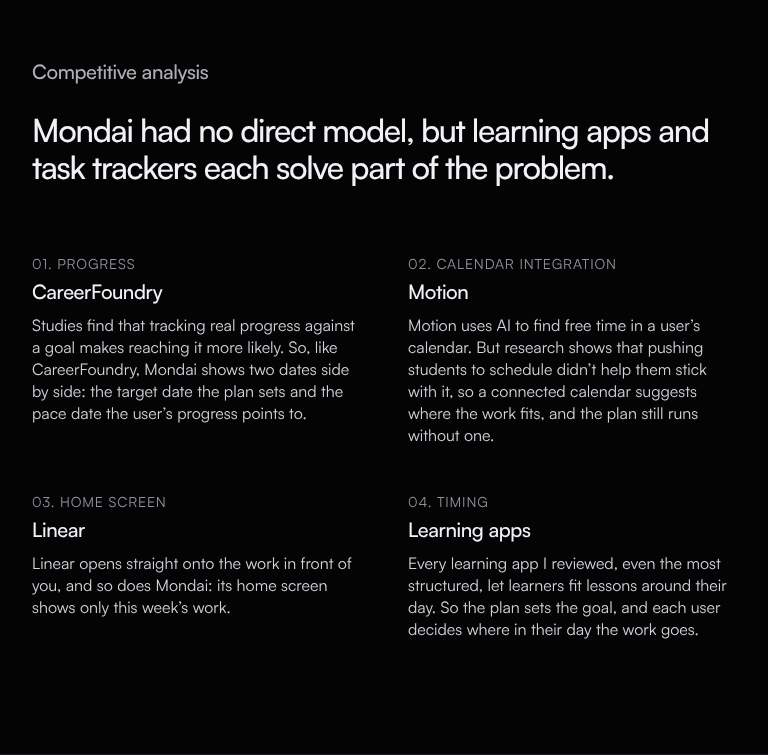 Competitive analysis
Mondai had no direct model, but learning apps and
task trackers each solve part of the problem.
01. PROGRESS
CareerFoundry
Studies find that tracking real progress against
a goal makes reaching it more likely. So, like
CareerFoundry, Mondai shows two dates side
by side: the target date the plan sets and the
pace date the user’s progress points to.
02. CALENDAR INTEGRATION
Motion
Motion uses AI to find free time in a user’s
calendar. But research shows that pushing
students to schedule didn’t help them stick
with it, so a connected calendar suggests
where the work fits, and the plan still runs
without one.
03. HOME SCREEN
Linear
Linear opens straight onto the work in front of
you, and so does Mondai: its home screen
shows only this week’s work.
04. TIMING
Learning apps
Every learning app I reviewed, even the most
structured, let learners fit lessons around their
day. So the plan sets the goal, and each user
decides where in their day the work goes.